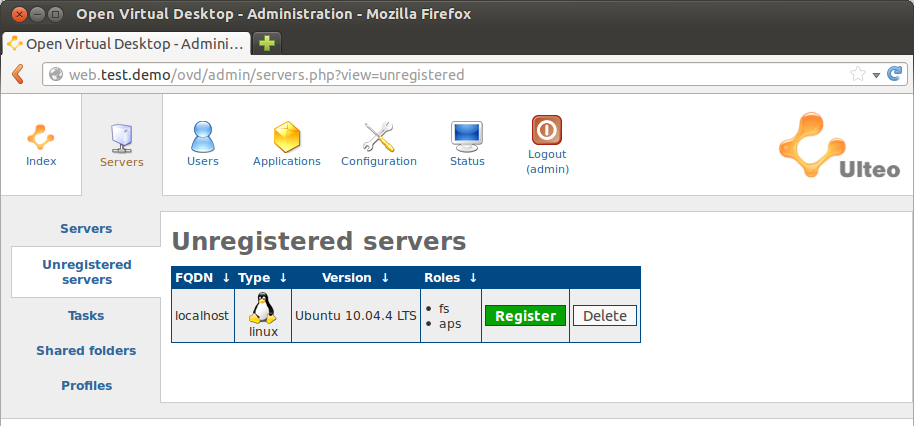 Open Virtual Desktop - Administration - Mozilla Firefox
Open Virtual Desktop - Admini...
web.test.demo/ovd/admin/servers.php?view=unregistered
Index
Servers
Users
Applications
Configuration
Status
Logout
(admin)
Ulteo
Servers
Unregistered
servers
Tasks
Shared folders
Profiles
Unregistered servers
FQDN ↓ Type ↓ Version ↓ Roles ↓
localhost
linux
Ubuntu 10.04.4 LTS
• fs
• aps
Register
Delete